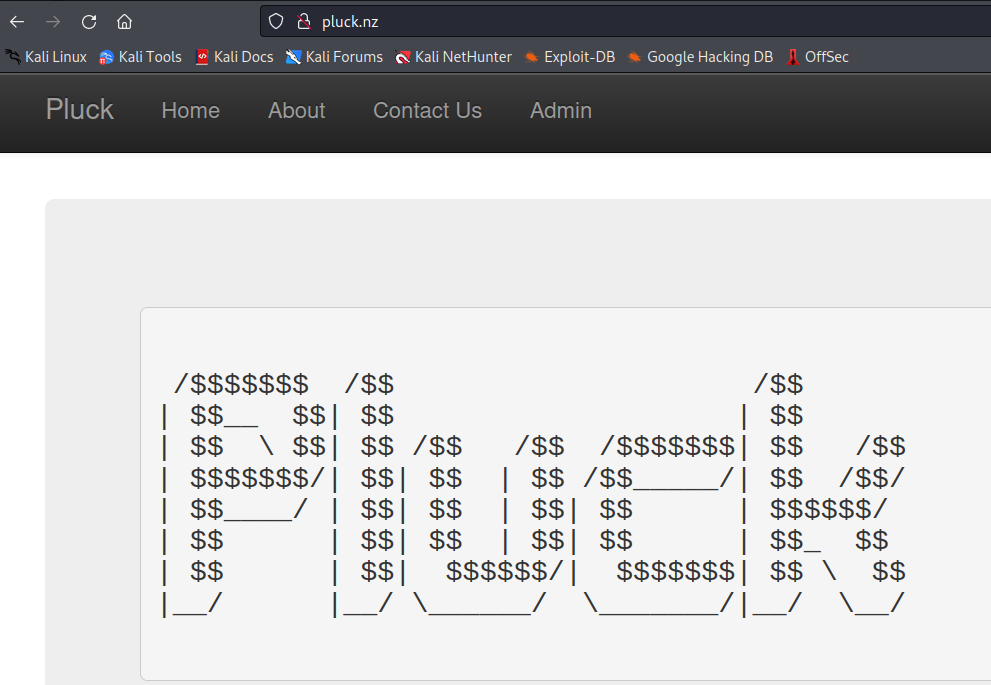 pluck.nz
Kali Linux Kali Tools Kali Docs Kali Forums Kali NetHunter Exploit-DB Google Hacking DB OffSec
Pluck Home About Contact Us Admin
 /$$$$$$$  /$$                     /$$
| $$__  $$| $$                    | $$
| $$  \ $$| $$ /$$   /$$  /$$$$$$$| $$   /$$
| $$$$$$$/| $$| $$  | $$ /$$_____/| $$  /$$/
| $$____/ | $$| $$  | $$| $$      | $$$$$$/
| $$      | $$| $$  | $$| $$      | $$_  $$
| $$      | $$|  $$$$$$/|  $$$$$$$| $$ \  $$
|__/      |__/ \______/  \_______/|__/  \__/